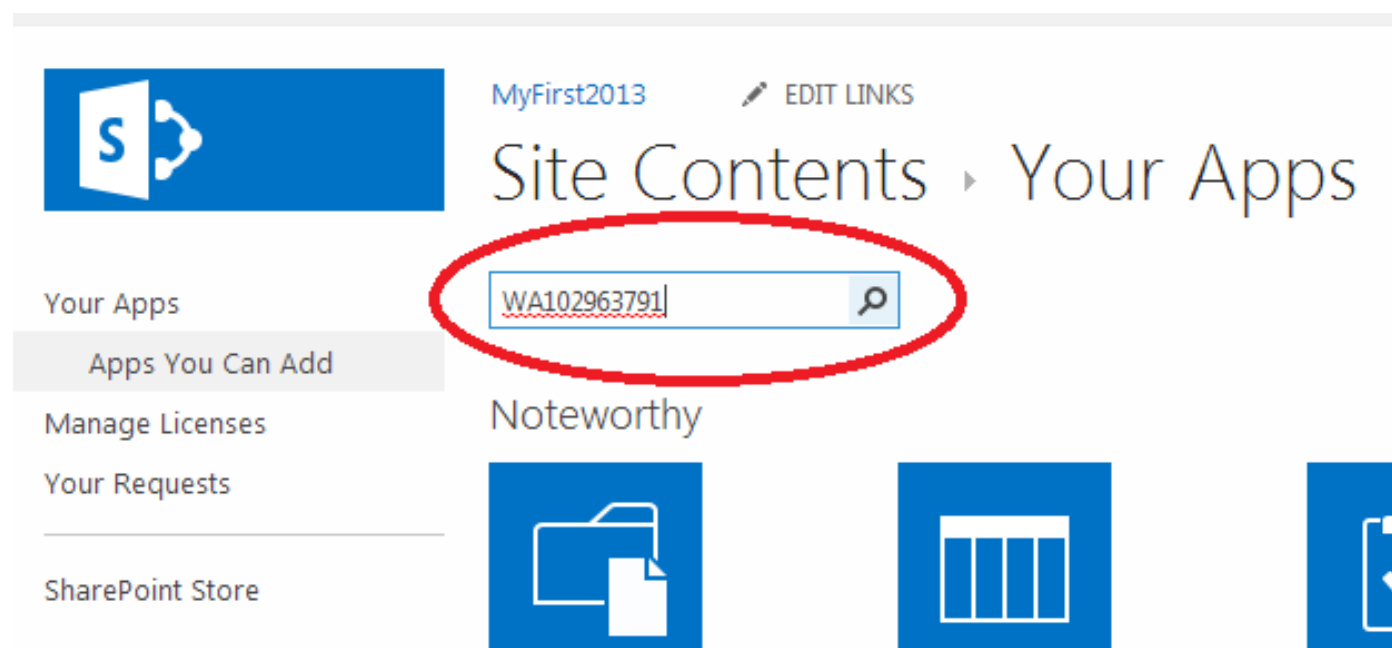 S
MyFirst2013 EDIT LINKS
Site Contents Your Apps
WA102963791
Your Apps
Apps You Can Add
Manage Licenses
Your Requests
SharePoint Store
Noteworthy